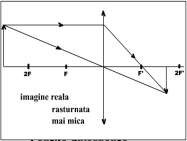 2F F F' 2F'
imagine reala
rasturnata
mai mica